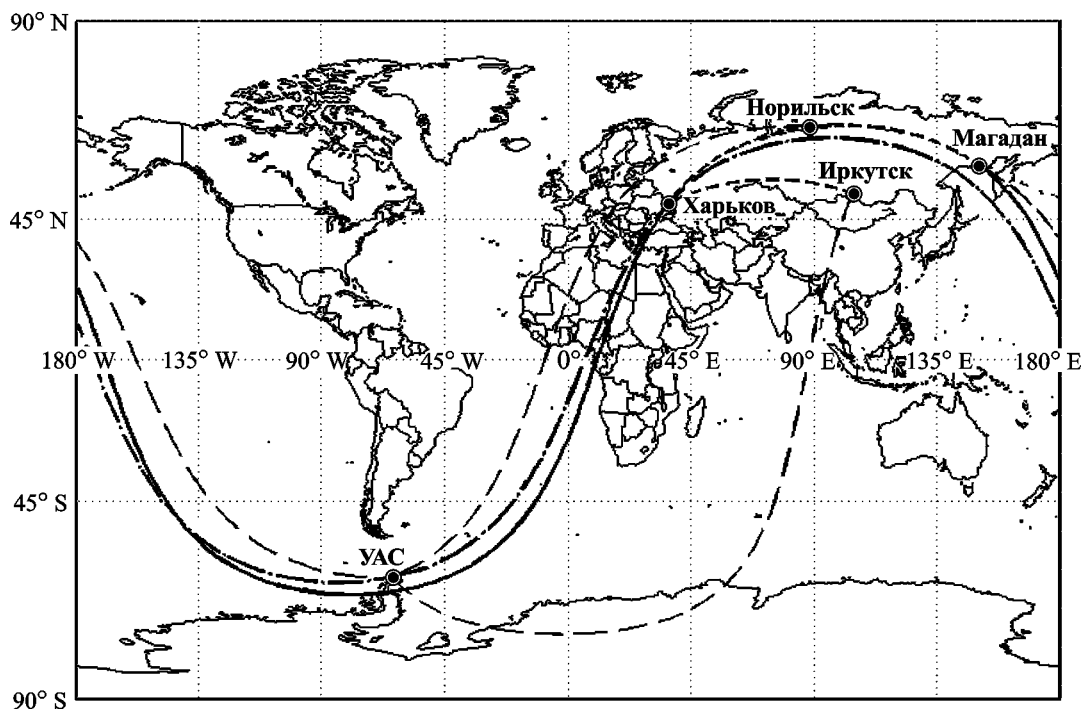 90° N
Норильск
Магадан
Иркутск
Харьков
45° N
180° W 135° W 90° W 45° W 0° 45° E 90° E 135° E 180° E
45° S
УАС
90° S